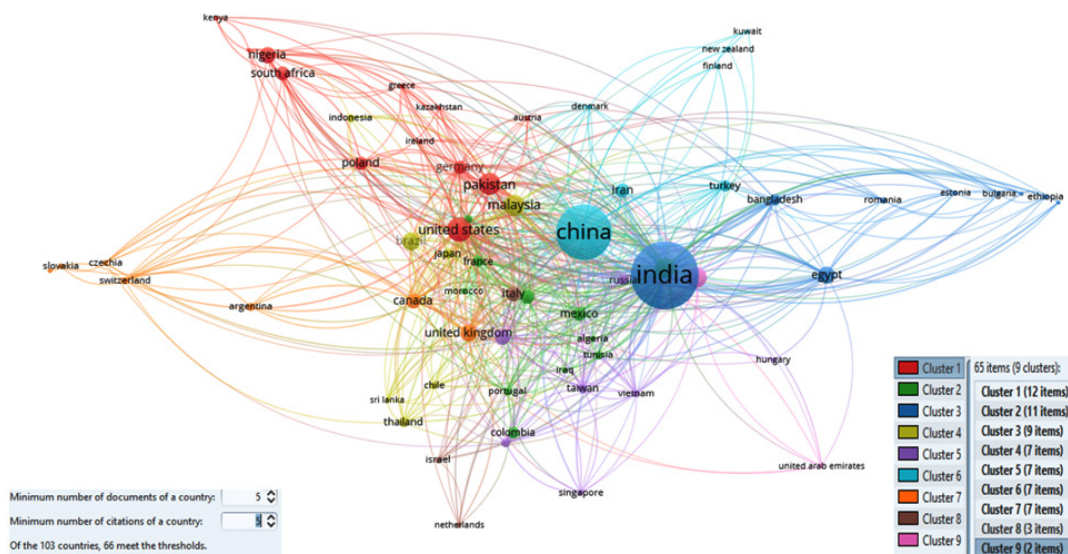 kenya
kuwait
nigeria
new zealand
south africa
finland
greece
kazakhstan
denmark
indonesia
austria
ireland
poland
germany
pakistan
iran
turkey
estonia
bulgaria
ethiopia
malaysia
bangladesh
romania
united states
china
brazil
japan
france
slovakia
czechia
switzerland
russia
india
egypt
morocco
italy
canada
argentina
mexico
united kingdom
algeria
tunisia
iraq
hungary
chile
portugal
taiwan
vietnam
sri lanka
thailand
colombia
israel
united arab emirates
singapore
netherlands
Minimum number of documents of a country: 5
Minimum number of citations of a country: 5
Of the 103 countries, 66 meet the thresholds.
Cluster 1
Cluster 2
Cluster 3
Cluster 4
Cluster 5
Cluster 6
Cluster 7
Cluster 8
Cluster 9
65 items (9 clusters):
Cluster 1 (12 items)
Cluster 2 (11 items)
Cluster 3 (9 items)
Cluster 4 (7 items)
Cluster 5 (7 items)
Cluster 6 (7 items)
Cluster 7 (7 items)
Cluster 8 (3 items)
Cluster 9 (2 items)